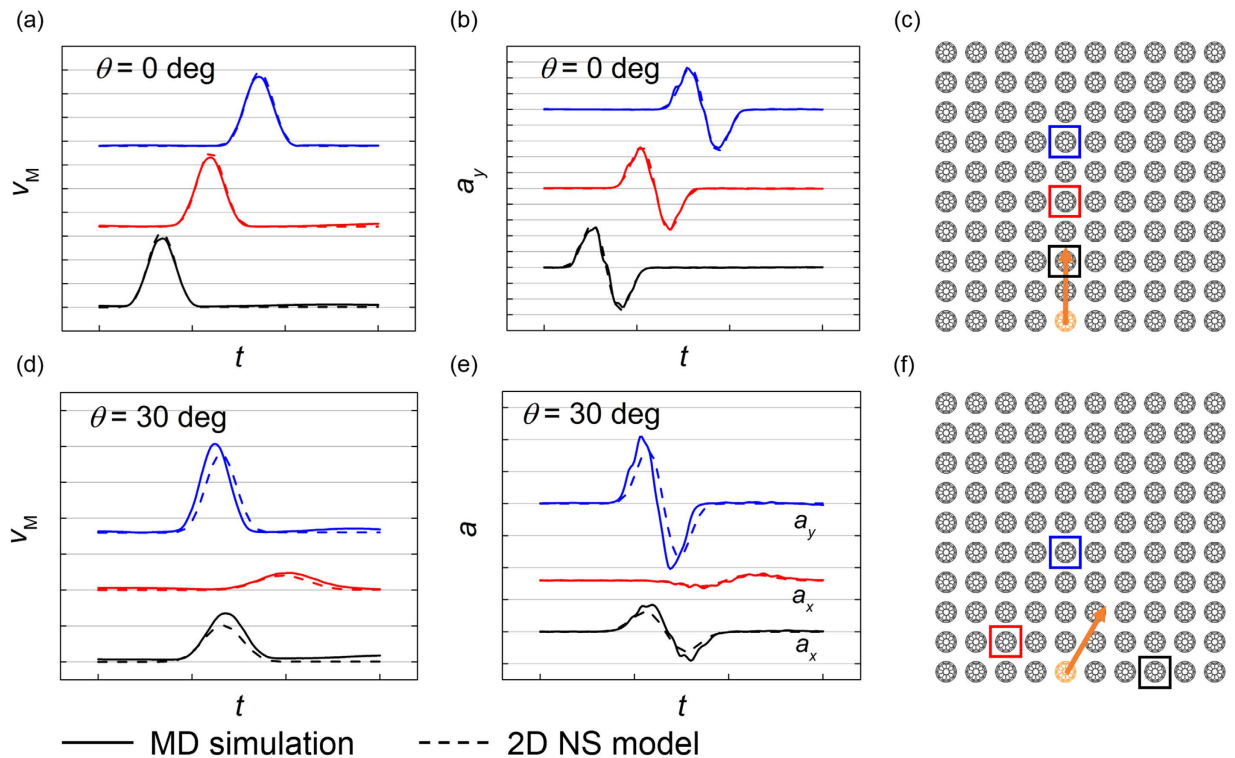 (a)
(b)
(c)
θ = 0 deg
θ = 0 deg
v_M
a_y
t
t
(d)
(e)
(f)
θ = 30 deg
θ = 30 deg
v_M
a
a_y
a_x
a_x
t
t
MD simulation
2D NS model